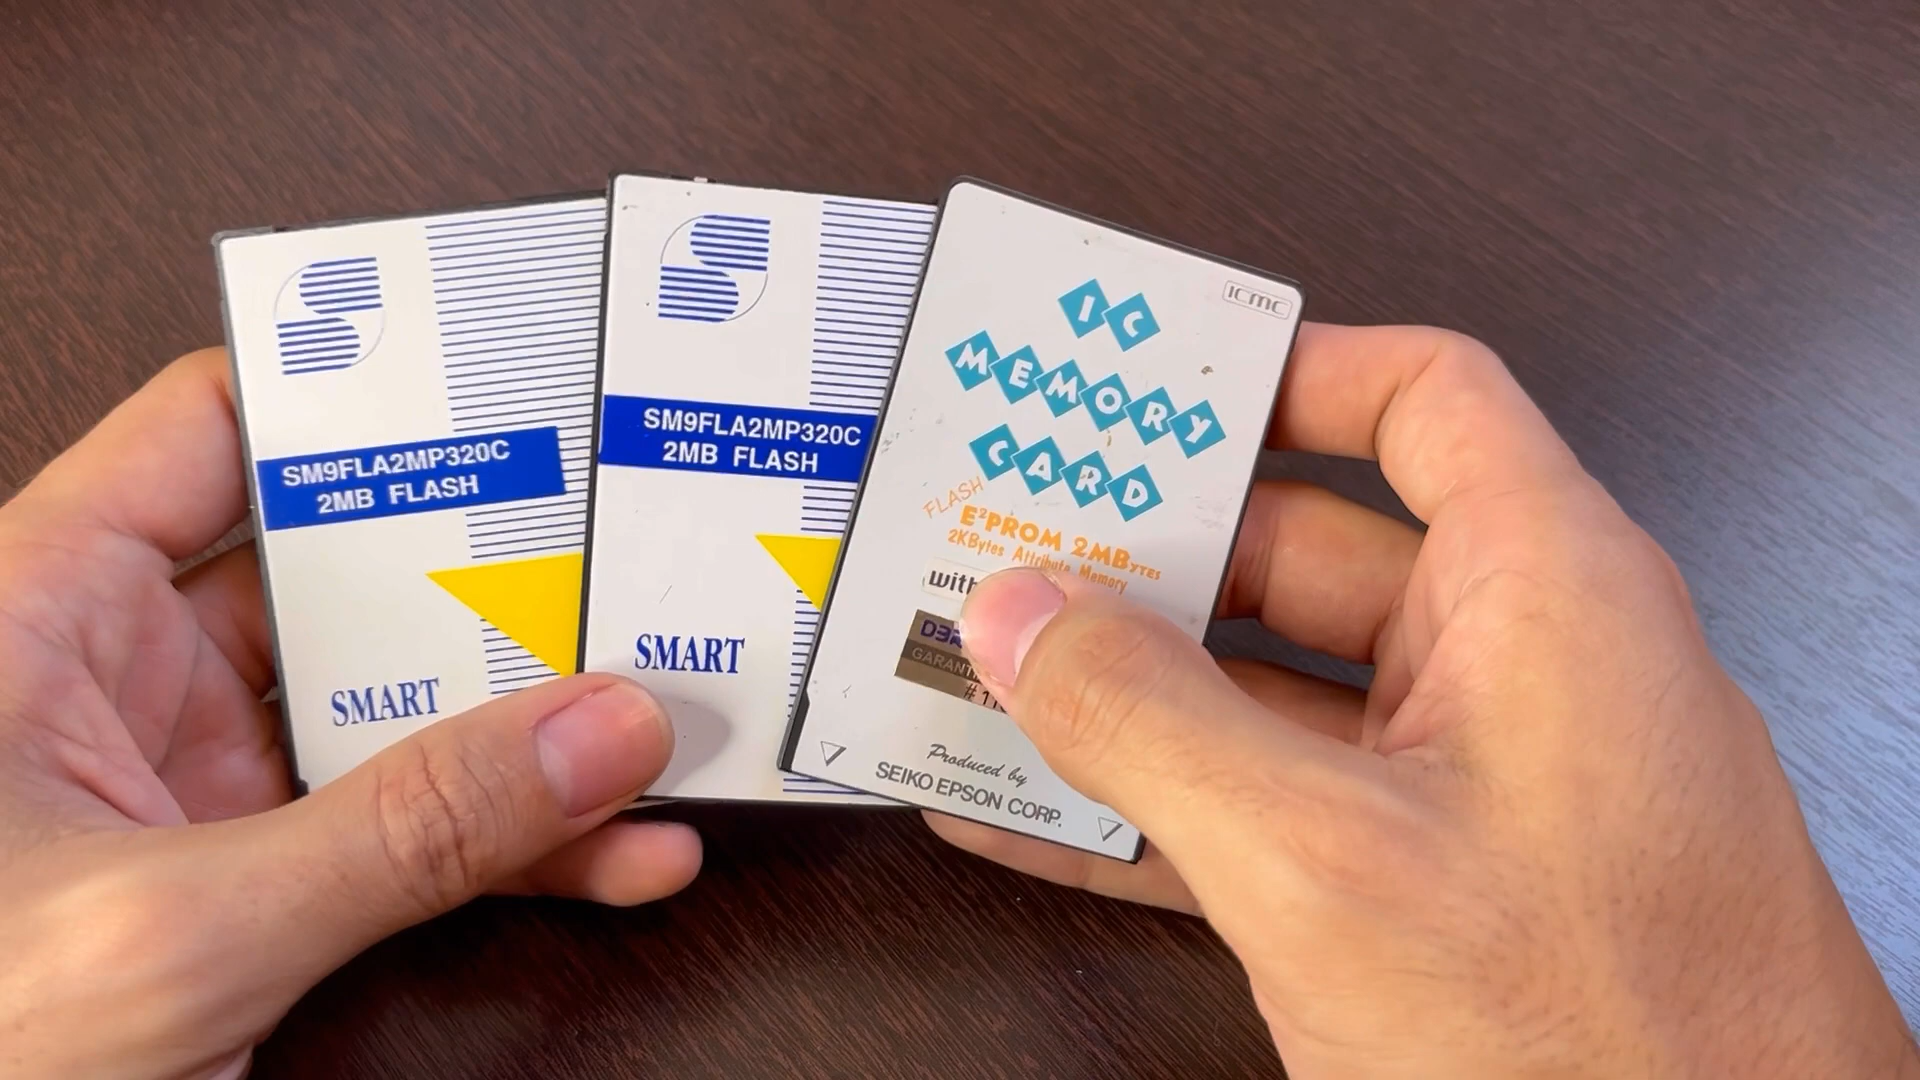 SM9FLA2MP320C
2MB FLASH
SMART
SM9FLA2MP320C
2MB FLASH
SMART
ICMC
IC
MEMORY
CARD
FLASH
E²PROM 2MBYTES
2KBytes Attribute Memory
with
Produced by
SEIKO EPSON CORP.